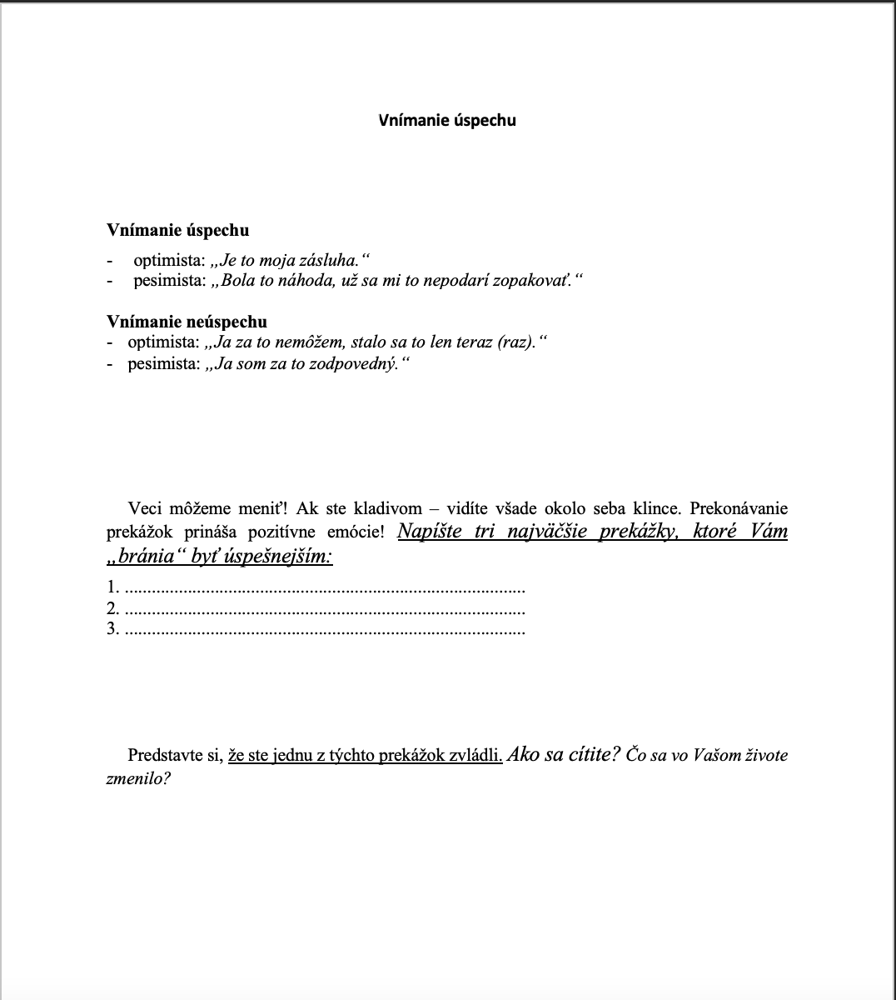 Vnímanie úspechu
Vnímanie úspechu
- optimista: „Je to moja zásluha.“
- pesimista: „Bola to náhoda, už sa mi to nepodarí zopakovať.“
Vnímanie neúspechu
- optimista: „Ja za to nemôžem, stalo sa to len teraz (raz).“
- pesimista: „Ja som za to zodpovedný.“
Veci môžeme meniť! Ak ste kladivom – vidíte všade okolo seba klince. Prekonávanie
prekážok prináša pozitívne emócie! Napíšte tri najväčšie prekážky, ktoré Vám
„bránia“ byť úspešnejším:
1. ................................................................................................
2. ................................................................................................
3. ................................................................................................
Predstavte si, že ste jednu z týchto prekážok zvládli. Ako sa cítite? Čo sa vo Vašom živote
zmenilo?